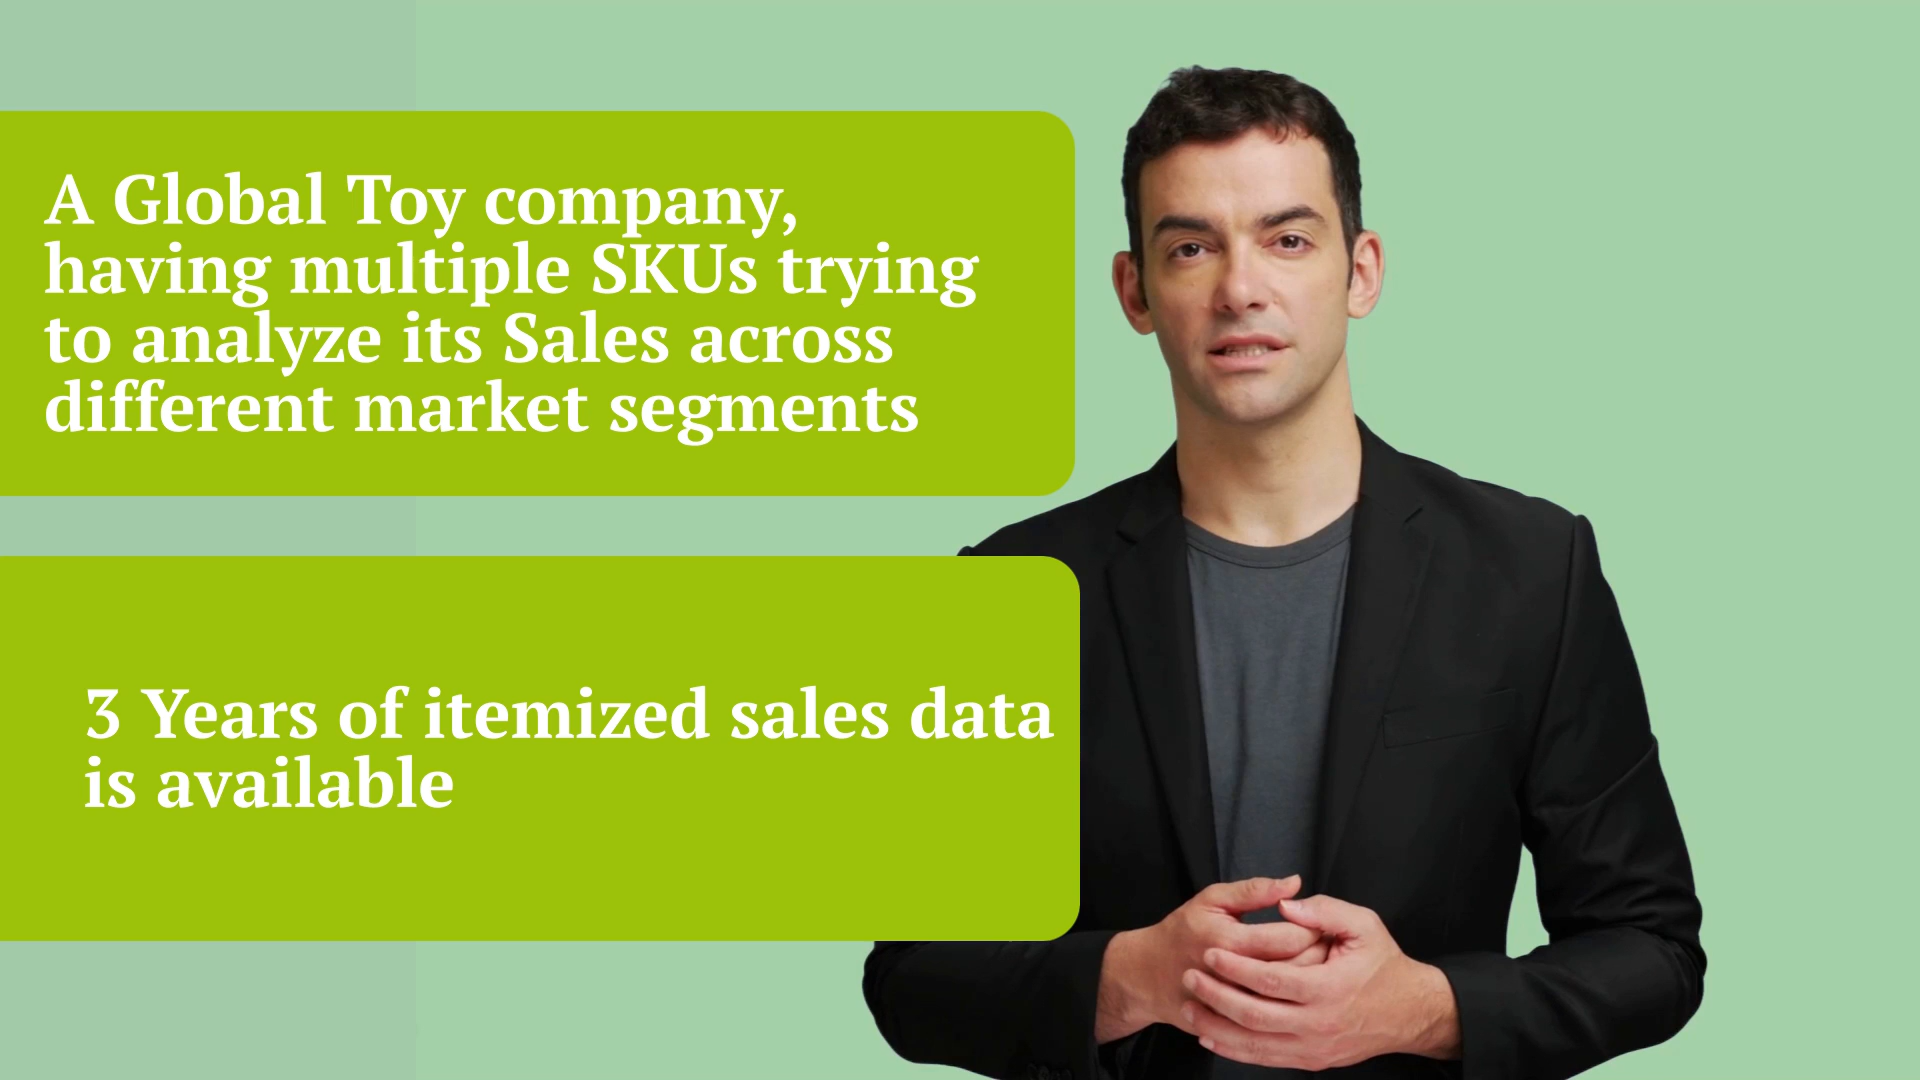 A Global Toy company,
having multiple SKUs trying
to analyze its Sales across
different market segments
3 Years of itemized sales data
is available